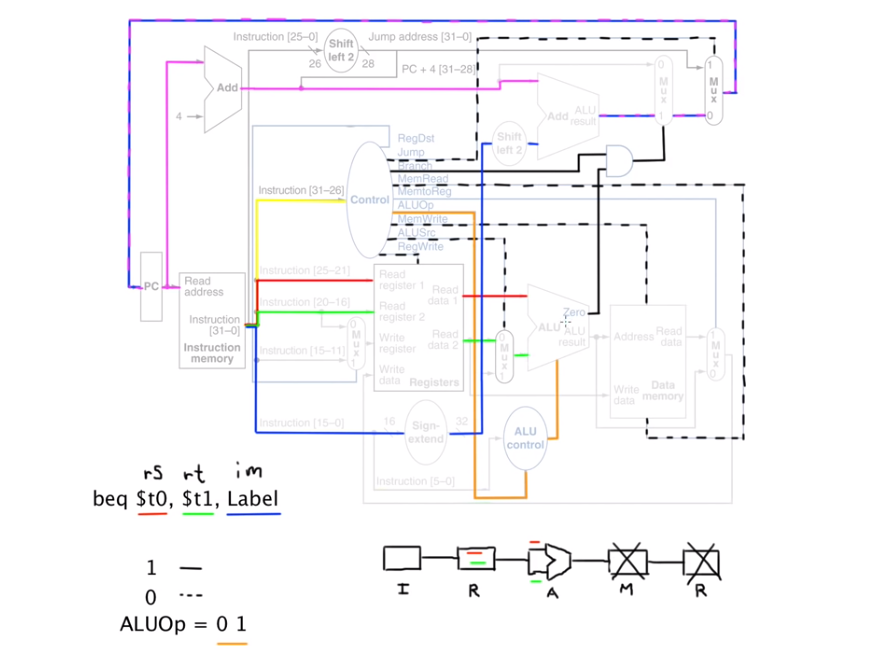 Instruction [25–0]
Shift left 2
Jump address [31–0]
26
28
PC + 4 [31–28]
Add
4
0
M
u
x
1
1
M
u
x
0
Add
ALU result
Shift left 2
RegDst
Jump
Branch
MemRead
MemtoReg
ALUOp
MemWrite
ALUSrc
RegWrite
Control
Instruction [31–26]
Instruction [25–21]
Instruction [20–16]
Instruction [15–11]
Instruction [15–0]
Instruction [5–0]
PC
Read address
Instruction [31–0]
Instruction memory
0
M
u
x
1
Read register 1
Read register 2
Write register
Write data
Read data 1
Read data 2
Registers
0
M
u
x
1
Zero
ALU
ALU result
Address
Read data
Write data
Data memory
1
M
u
x
0
16
Sign-extend
32
ALU control
rs rt im
beq $t0, $t1, Label
1 —
0 ---
ALUOp = 0 1
I R A M R